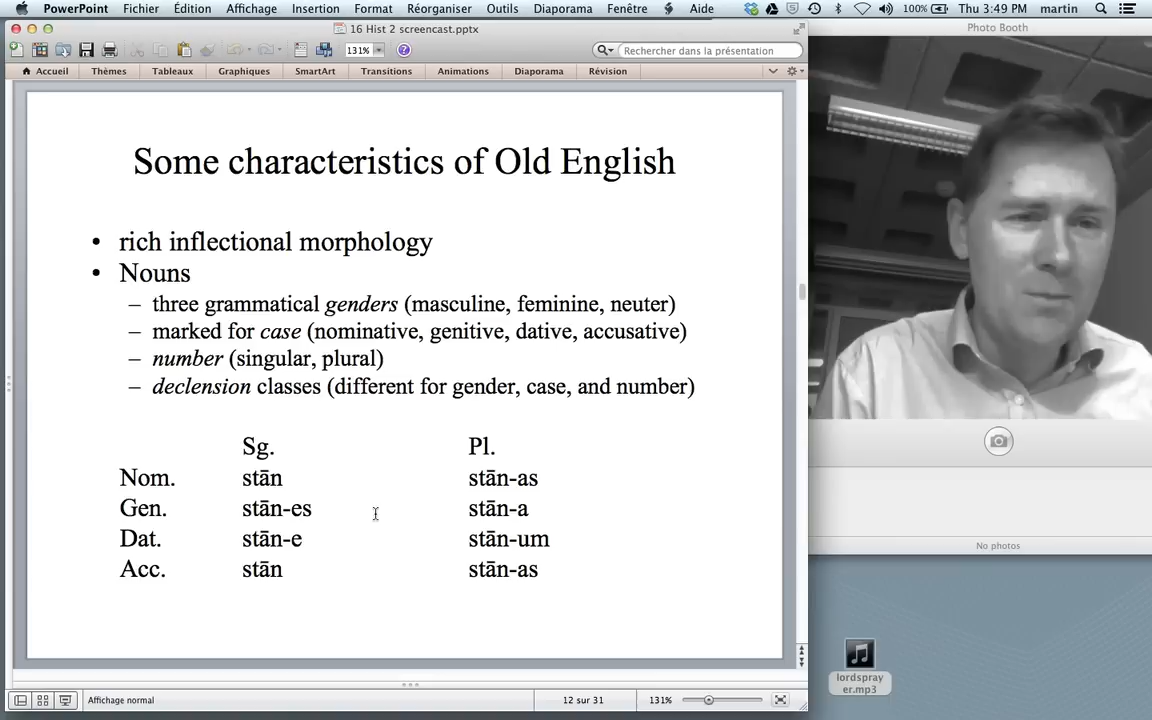 PowerPoint Fichier Édition Affichage Insertion Format Réorganiser Outils Diaporama Fenêtre Aide 100% Thu 3:49 PM martin
16 Hist 2 screencast.pptx
Photo Booth
131% Rechercher dans la présentation
Accueil Thèmes Tableaux Graphiques SmartArt Transitions Animations Diaporama Révision
Some characteristics of Old English
• rich inflectional morphology
• Nouns
– three grammatical genders (masculine, feminine, neuter)
– marked for case (nominative, genitive, dative, accusative)
– number (singular, plural)
– declension classes (different for gender, case, and number)
Sg. Pl.
Nom. stān stān-as
Gen. stān-es stān-a
Dat. stān-e stān-um
Acc. stān stān-as
No photos
lordspray
er.mp3
Affichage normal 12 sur 31 131%